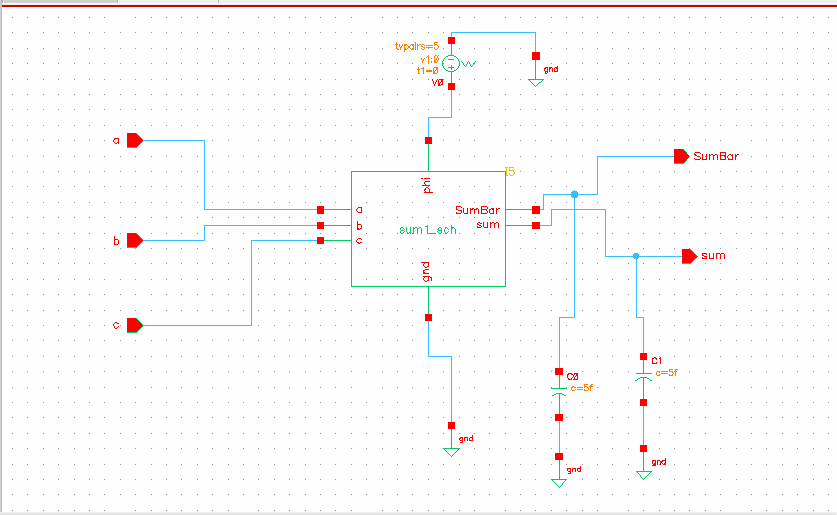 tvpairs=5
v1:0
t1=0
V0
gnd
a
SumBar
I5
phi
a
SumBar
b
sum
c
sum1_sch
b
sum
gnd
c
C1
c=5f
C0
c=5f
gnd
gnd
gnd